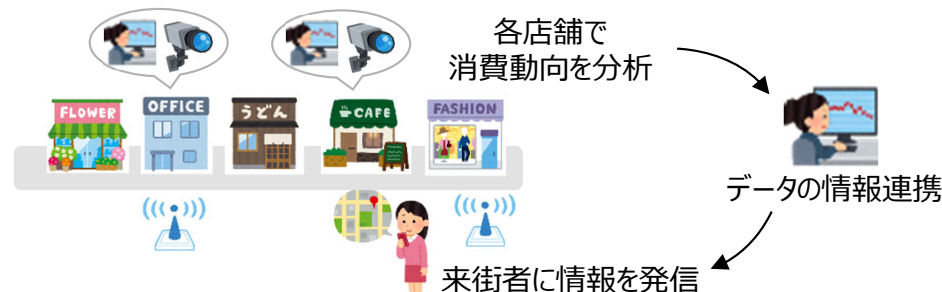 各店舗で
消費動向を分析
FLOWER
OFFICE
うどん
CAFE
FASHION
データの情報連携
来街者に情報を発信